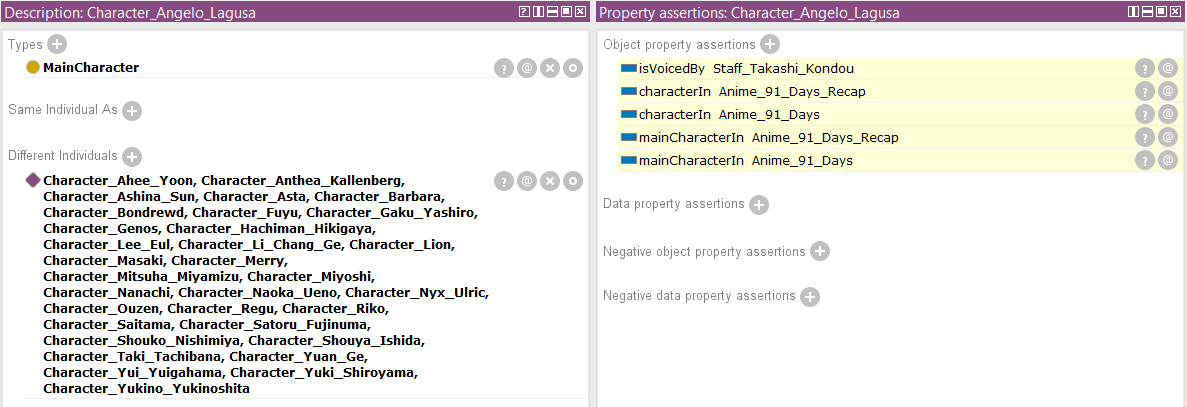 Description: Character_Angelo_Lagusa
Types
MainCharacter
Same Individual As
Different Individuals
Character_Ahee_Yoon, Character_Anthea_Kallenberg,
Character_Ashina_Sun, Character_Asta, Character_Barbara,
Character_Bondrewd, Character_Fuyu, Character_Gaku_Yashiro,
Character_Genos, Character_Hachiman_Hikigaya,
Character_Lee_Eul, Character_Li_Chang_Ge, Character_Lion,
Character_Masaki, Character_Merry,
Character_Mitsuha_Miyamizu, Character_Miyoshi,
Character_Nanachi, Character_Naoka_Ueno, Character_Nyx_Ulric,
Character_Ouzen, Character_Regu, Character_Riko,
Character_Saitama, Character_Satoru_Fujinuma,
Character_Shouko_Nishimiya, Character_Shouya_Ishida,
Character_Taki_Tachibana, Character_Yuan_Ge,
Character_Yui_Yuigahama, Character_Yuki_Shiroyama,
Character_Yukino_Yukinoshita
Property assertions: Character_Angelo_Lagusa
Object property assertions
isVoicedBy Staff_Takashi_Kondou
characterIn Anime_91_Days_Recap
characterIn Anime_91_Days
mainCharacterIn Anime_91_Days_Recap
mainCharacterIn Anime_91_Days
Data property assertions
Negative object property assertions
Negative data property assertions